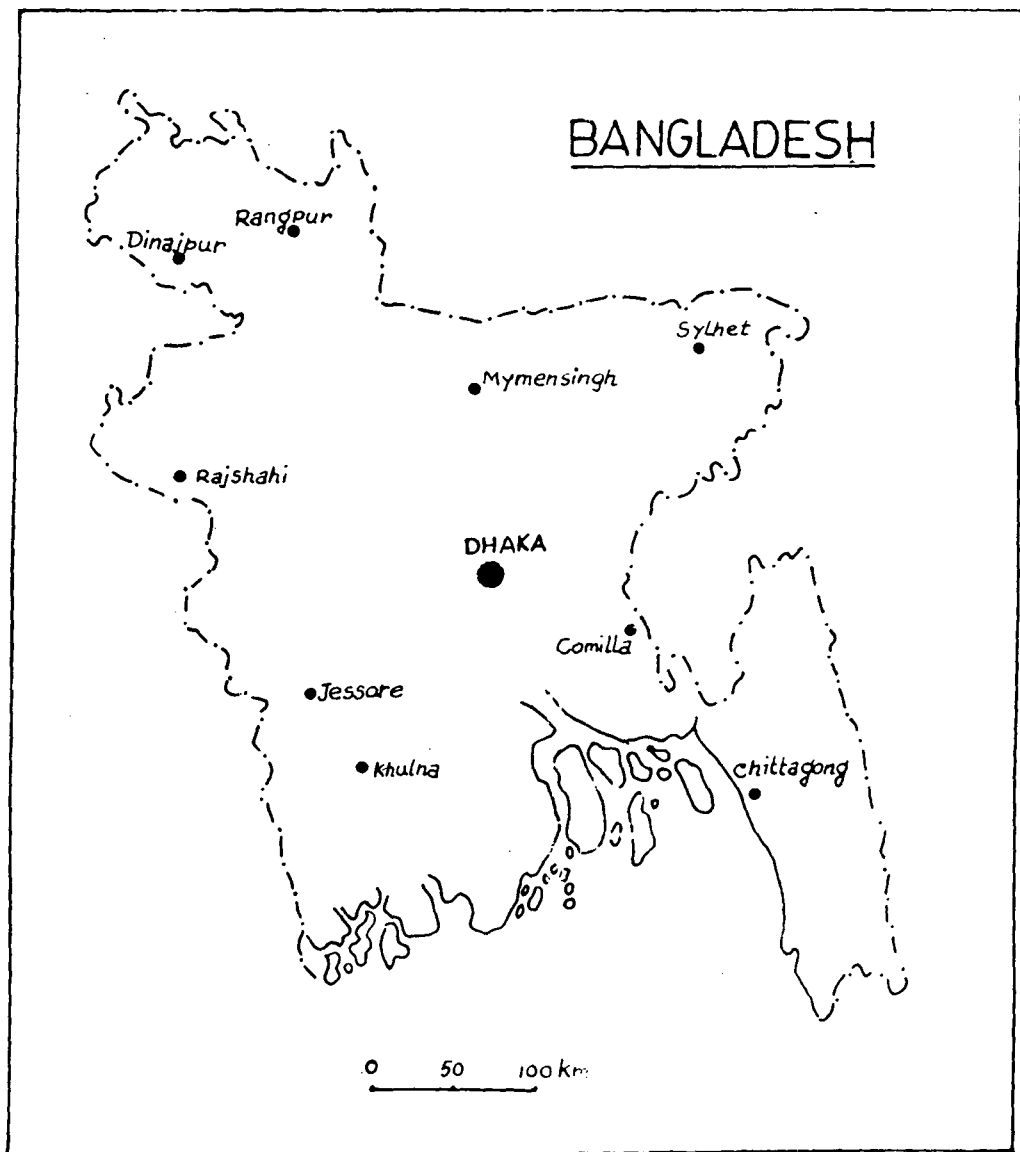 BANGLADESH
Rangpur
Dinajpur
Sylhet
Mymensingh
Rajshahi
DHAKA
Comilla
Jessore
Khulna
Chittagong
0 50 100 km